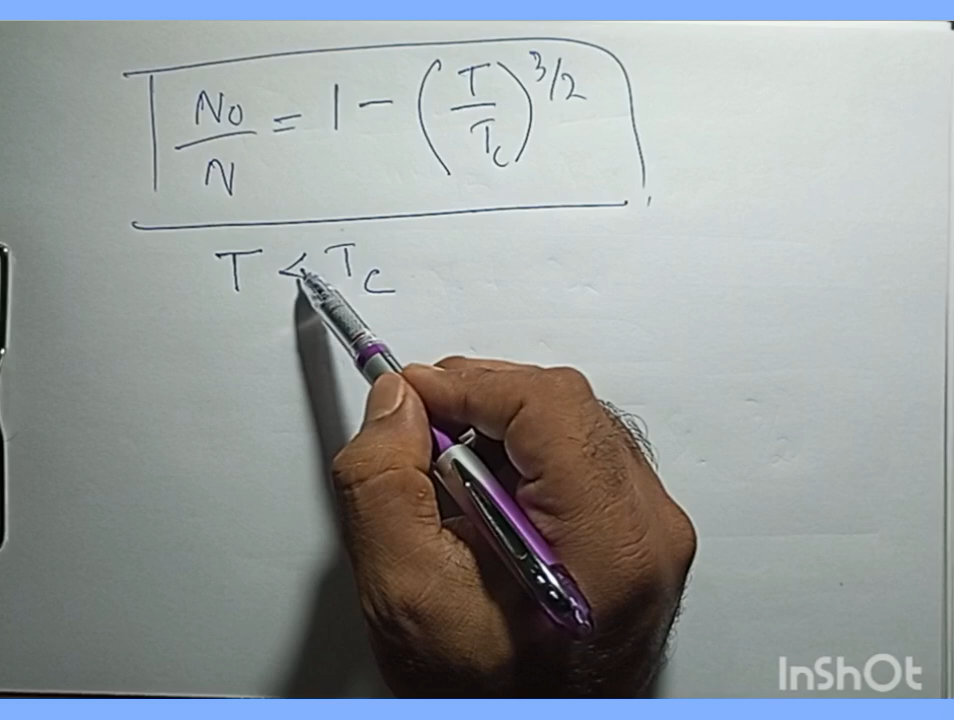 N0/N = 1 - (T/Tc)^3/2
T < Tc
InShOt